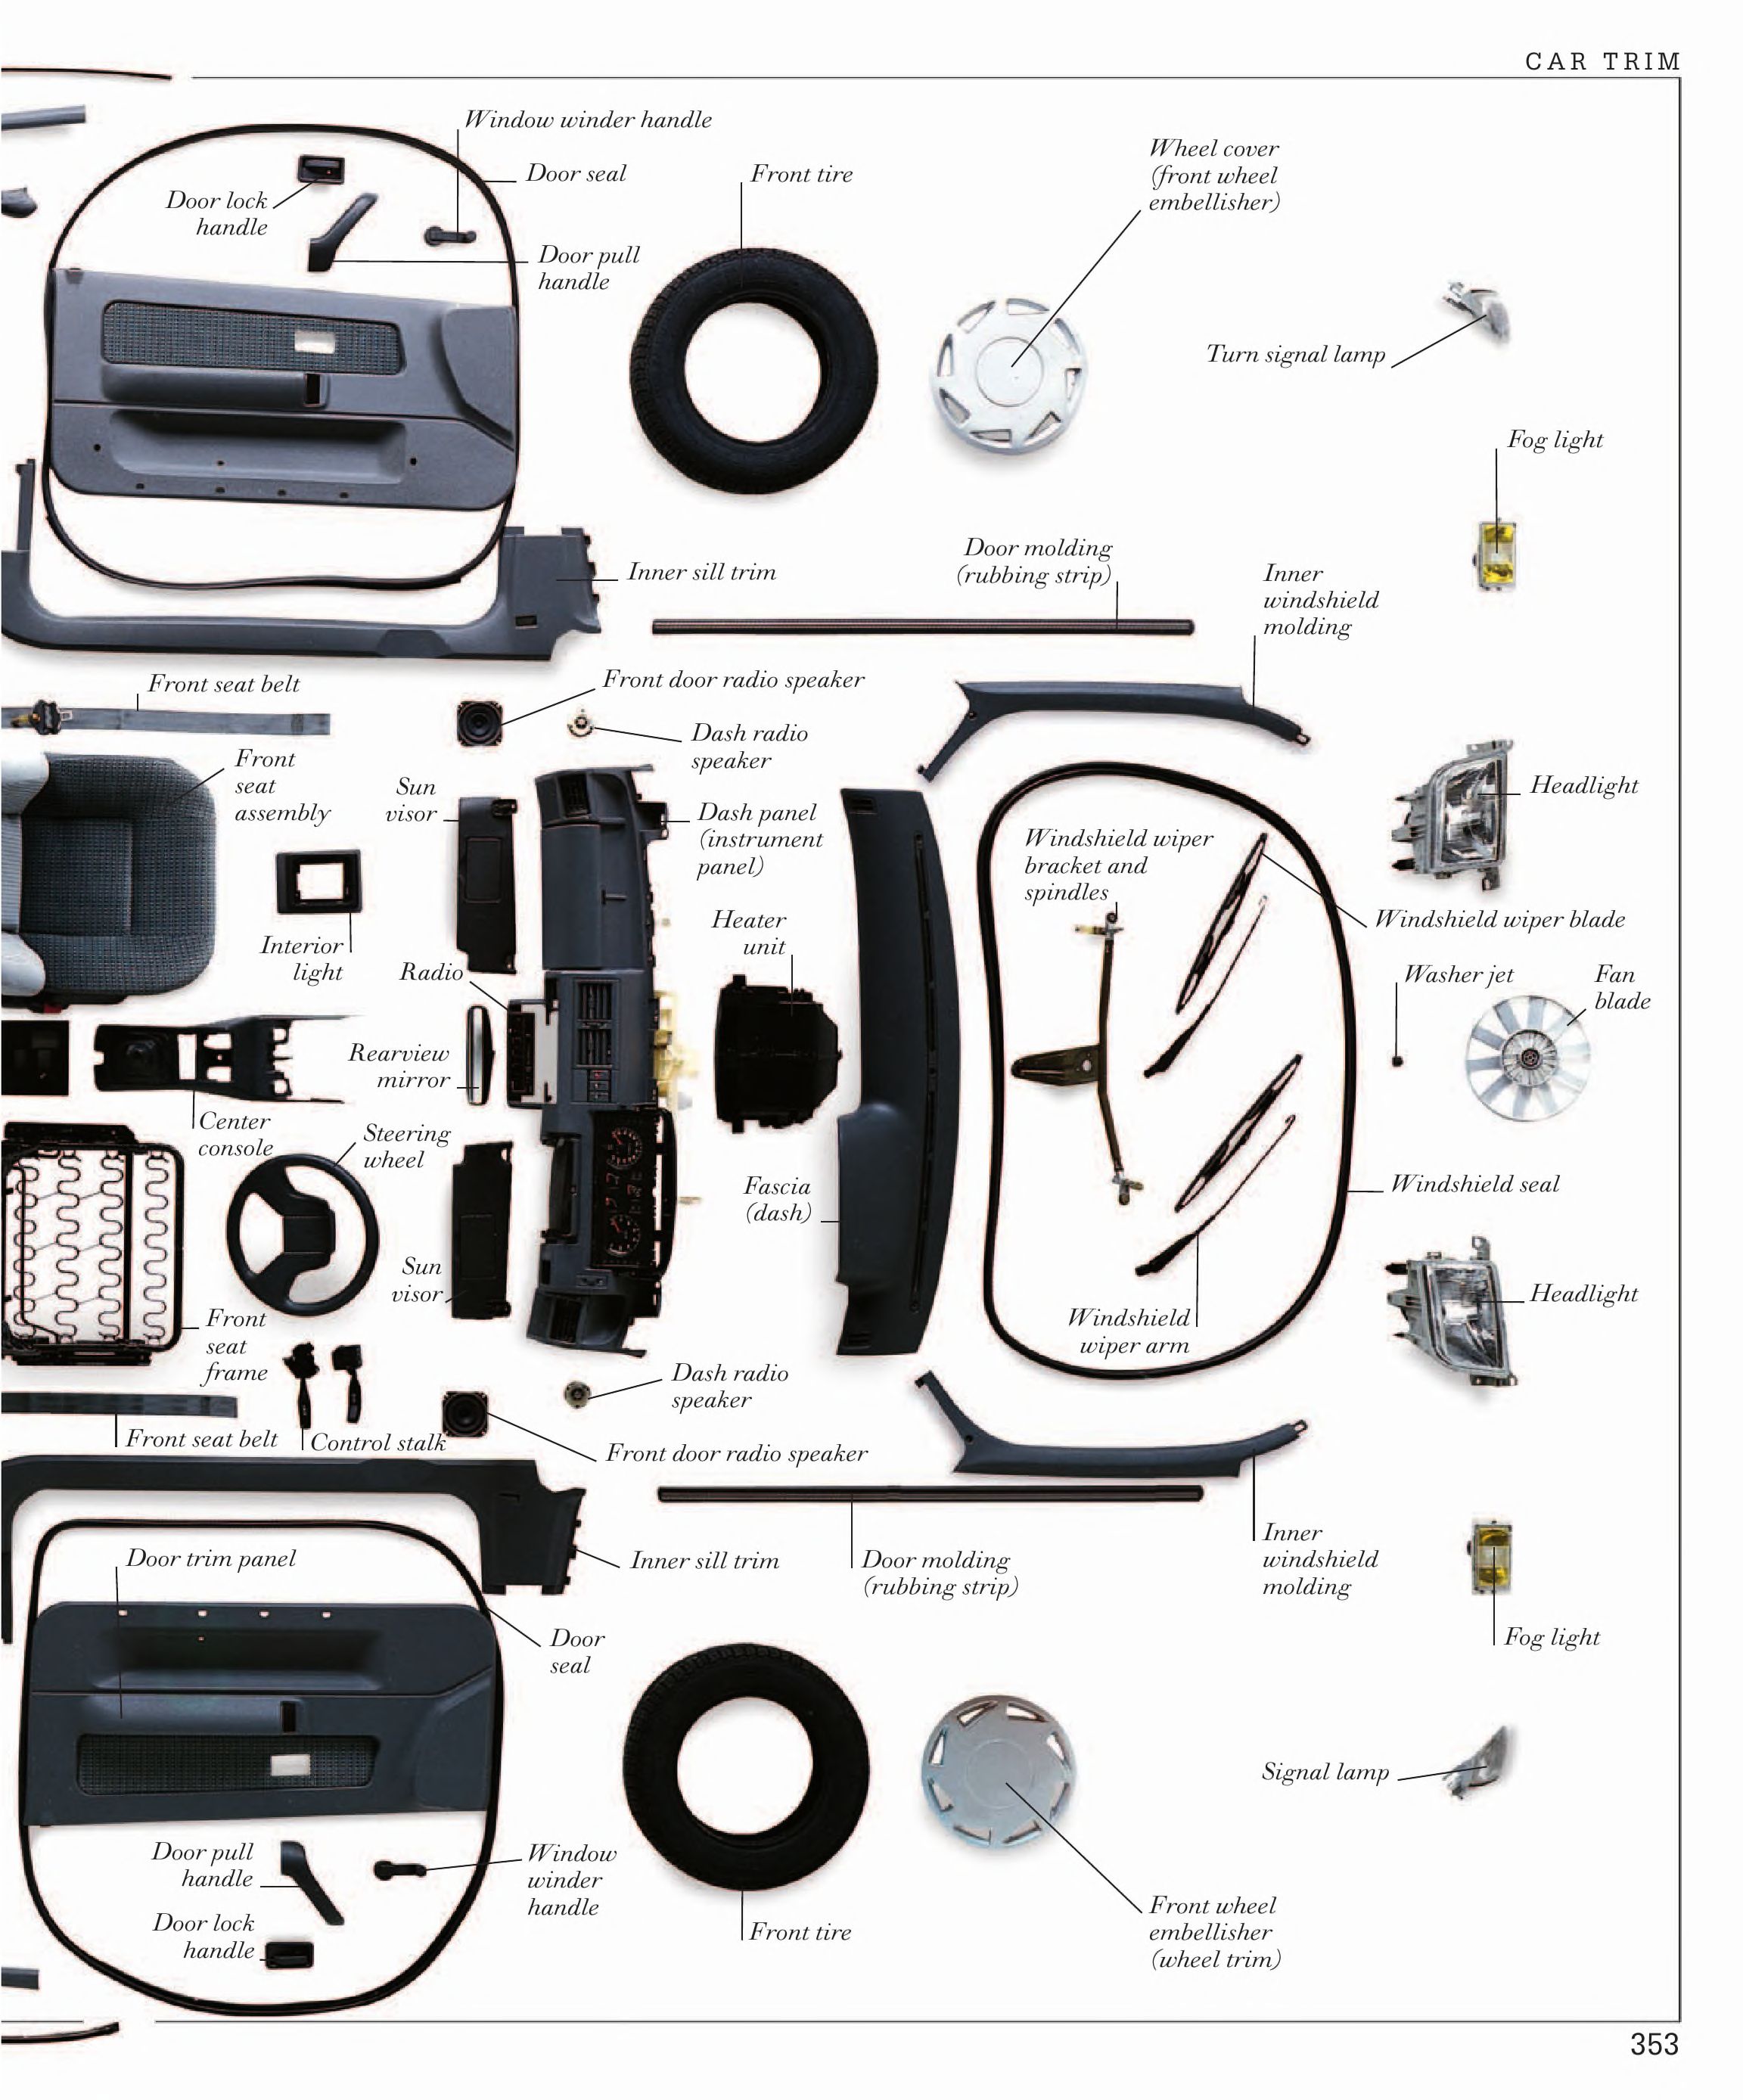 CAR TRIM
Window winder handle
Door seal
Door lock
handle
Door pull
handle
Front tire
Wheel cover
(front wheel
embellisher)
Turn signal lamp
Fog light
Inner sill trim
Door molding
(rubbing strip)
Inner
windshield
molding
Front seat belt
Front door radio speaker
Dash radio
speaker
Front
seat
assembly
Sun
visor
Dash panel
(instrument
panel)
Headlight
Windshield wiper
bracket and
spindles
Windshield wiper blade
Heater
unit
Interior
light
Radio
Washer jet
Fan
blade
Rearview
mirror
Center
console
Steering
wheel
Fascia
(dash)
Windshield seal
Sun
visor
Headlight
Front
seat
frame
Windshield
wiper arm
Dash radio
speaker
Front seat belt
Control stalk
Front door radio speaker
Inner
windshield
molding
Door trim panel
Inner sill trim
Door molding
(rubbing strip)
Door
seal
Fog light
Signal lamp
Door pull
handle
Window
winder
handle
Door lock
handle
Front tire
Front wheel
embellisher
(wheel trim)
353